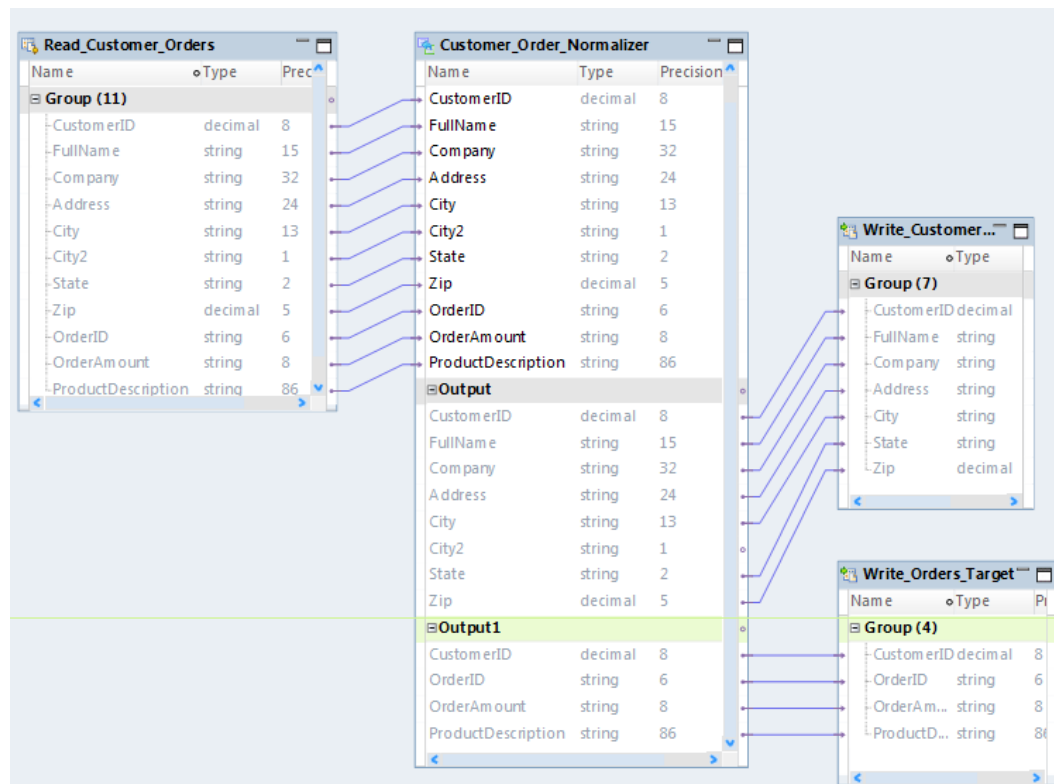 Read_Customer_Orders
Name Type Prec
Group (11)
CustomerID decimal 8
FullName string 15
Company string 32
Address string 24
City string 13
City2 string 1
State string 2
Zip decimal 5
OrderID string 6
OrderAmount string 8
ProductDescription string 86
Customer_Order_Normalizer
Name Type Precision
CustomerID decimal 8
FullName string 15
Company string 32
Address string 24
City string 13
City2 string 1
State string 2
Zip decimal 5
OrderID string 6
OrderAmount string 8
ProductDescription string 86
Output
CustomerID decimal 8
FullName string 15
Company string 32
Address string 24
City string 13
City2 string 1
State string 2
Zip decimal 5
Output1
CustomerID decimal 8
OrderID string 6
OrderAmount string 8
ProductDescription string 86
Write_Customer...
Name Type
Group (7)
CustomerID decimal
FullName string
Company string
Address string
City string
State string
Zip decimal
Write_Orders_Target
Name Type
Group (4)
CustomerID decimal 8
OrderID string 6
OrderAm... string 8
ProductD... string 86